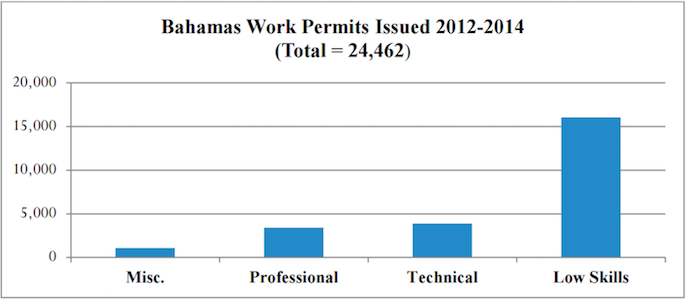 Bahamas Work Permits Issued 2012-2014
(Total = 24,462)
20,000
15,000
10,000
5,000
0
Misc. Professional Technical Low Skills